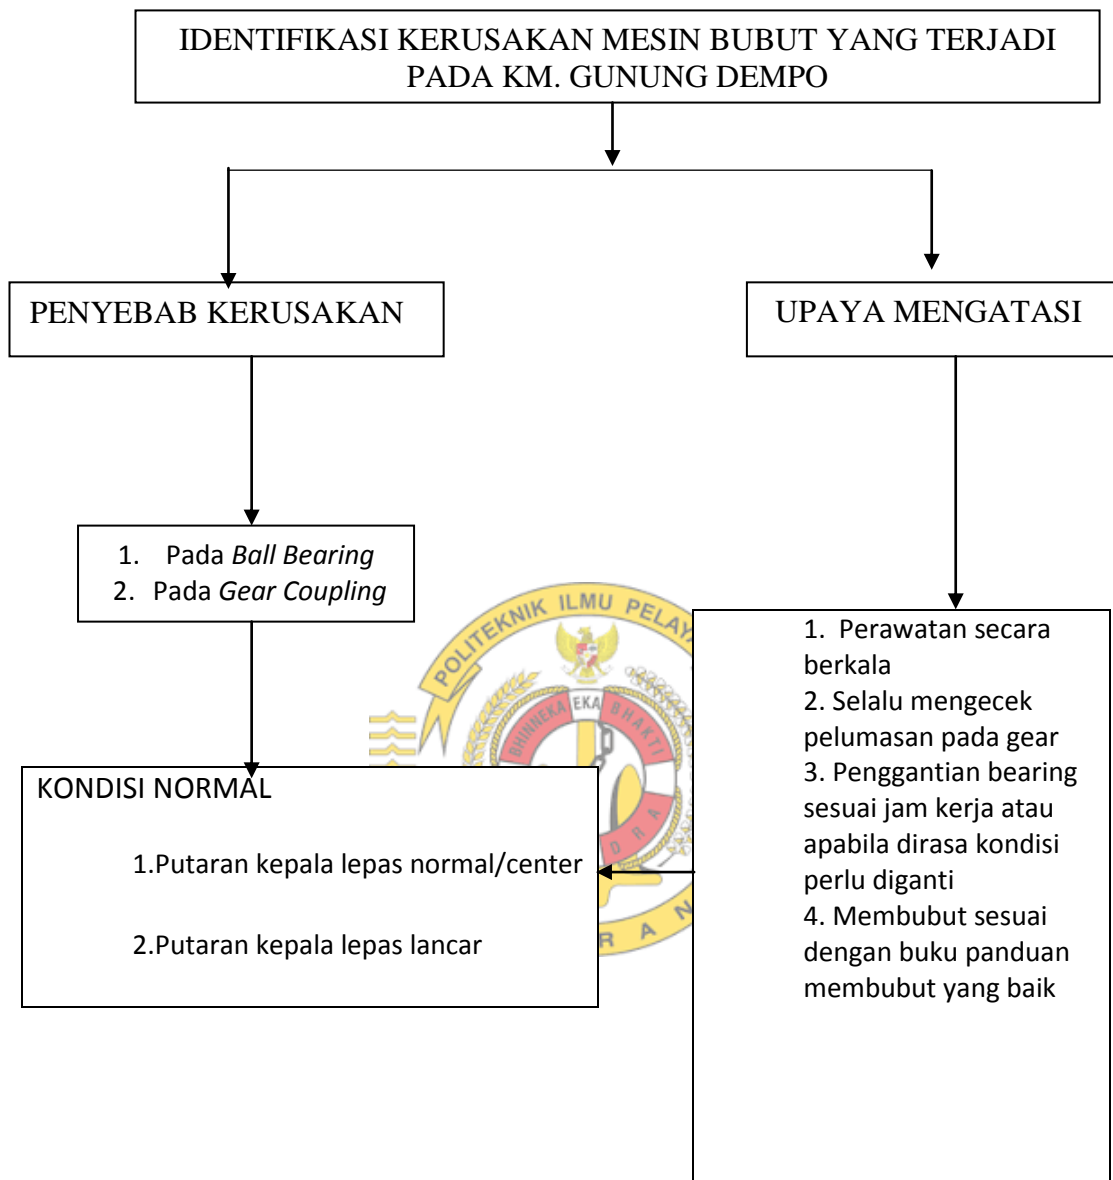 IDENTIFIKASI KERUSAKAN MESIN BUBUT YANG TERJADI
PADA KM. GUNUNG DEMPO
PENYEBAB KERUSAKAN
UPAYA MENGATASI
1. Pada Ball Bearing
2. Pada Gear Coupling
KONDISI NORMAL
1.Putaran kepala lepas normal/center
2.Putaran kepala lepas lancar
1. Perawatan secara
berkala
2. Selalu mengecek
pelumasan pada gear
3. Penggantian bearing
sesuai jam kerja atau
apabila dirasa kondisi
perlu diganti
4. Membubut sesuai
dengan buku panduan
membubut yang baik
POLITEKNIK ILMU
BHINNEKA EKA BHAKTI